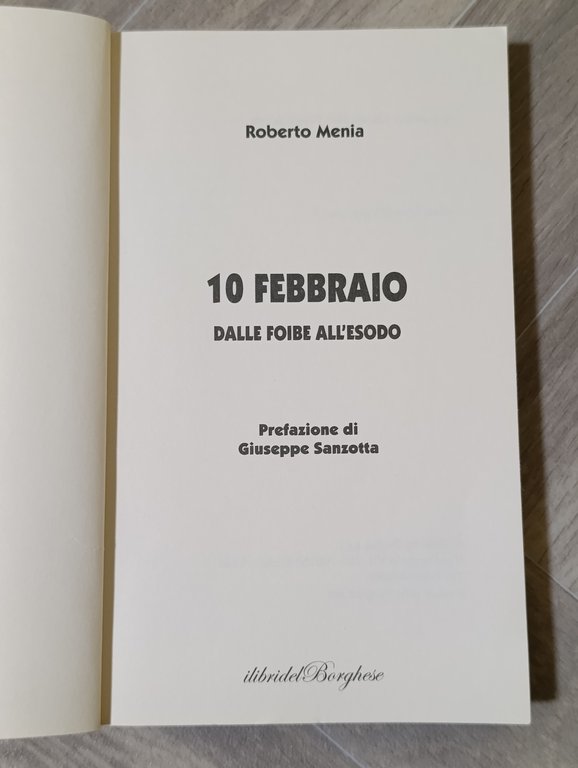 Roberto Menia
10 FEBBRAIO
DALLE FOIBE ALL'ESODO
Prefazione di
Giuseppe Sanzotta
ilibridelBorghese